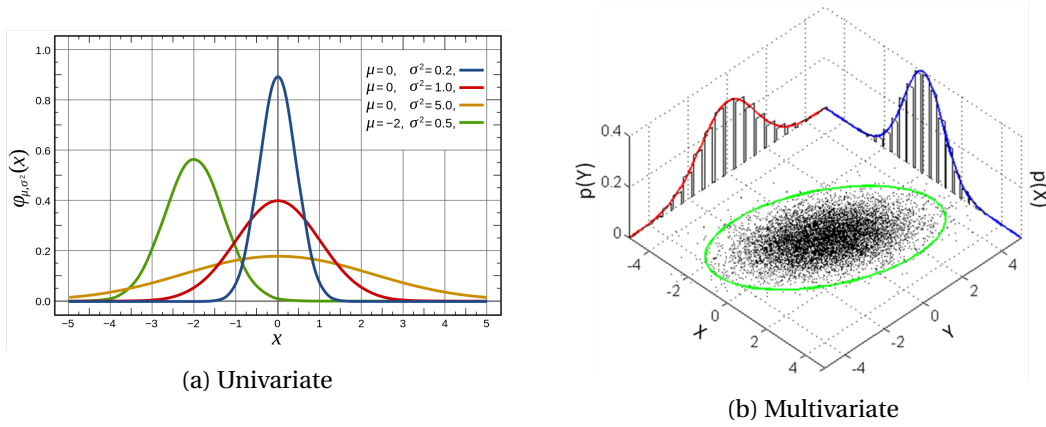 1.0
0.8
0.6
0.4
0.2
0.0
φμ,σ²(x)
μ=0, σ²=0.2,
μ=0, σ²=1.0,
μ=0, σ²=5.0,
μ=−2, σ²=0.5,
−5 −4 −3 −2 −1 0 1 2 3 4 5
x
(a) Univariate
0.4
0.2
0
p(Y)
p(X)
-4
-2
0
2
4
X
-4
-2
0
2
4
Y
(b) Multivariate